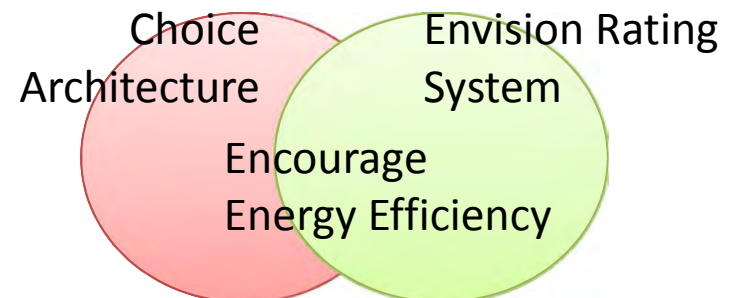 Choice
Architecture
Envision Rating
System
Encourage
Energy Efficiency